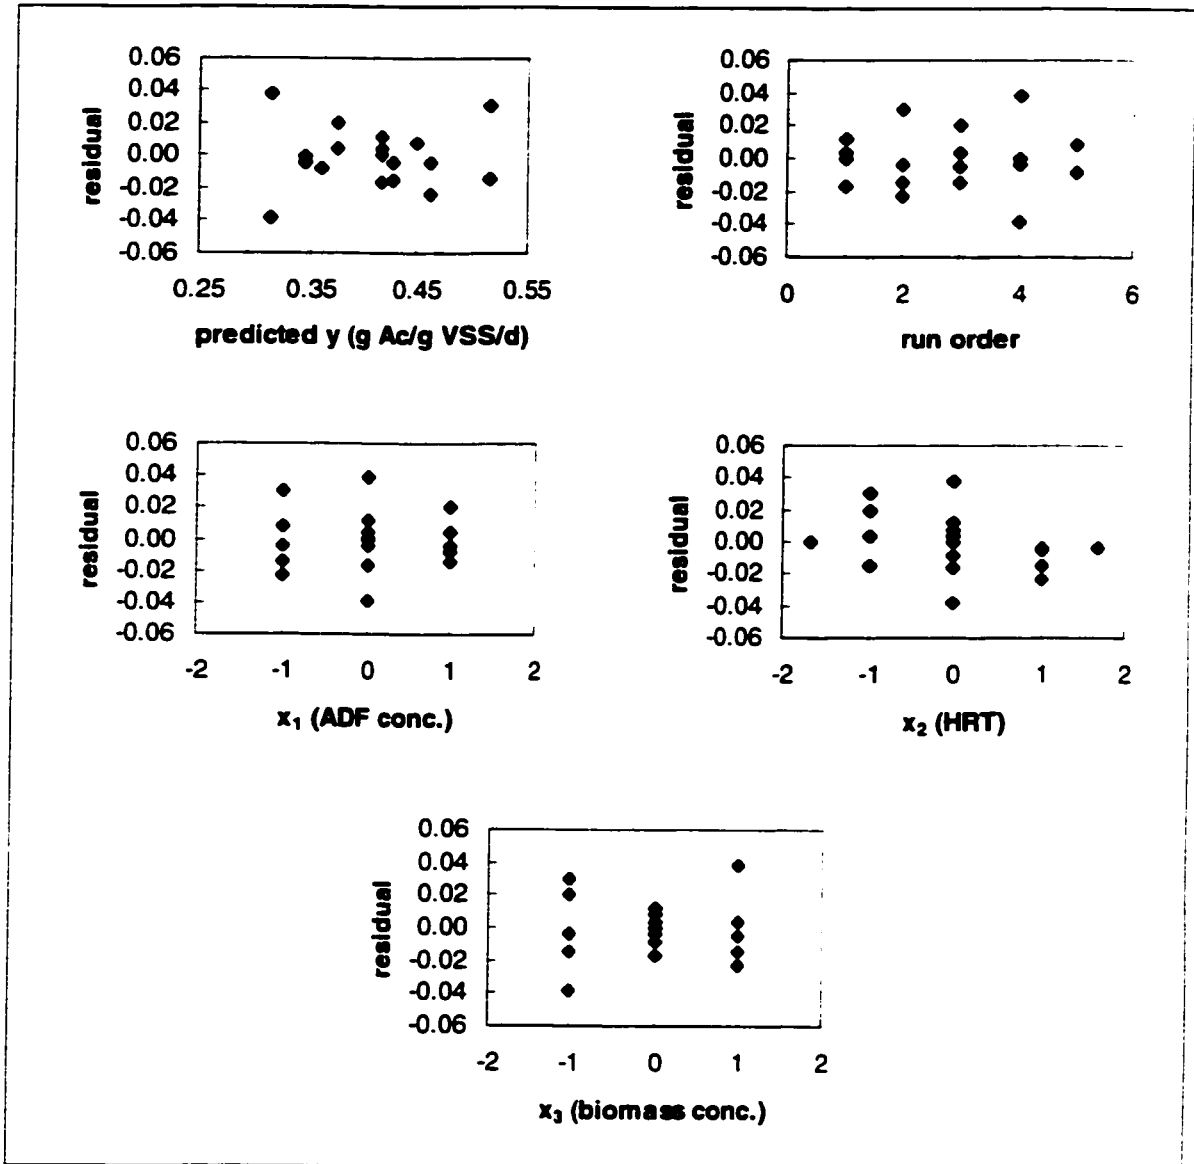 0.06
0.04
0.02
0.00
-0.02
-0.04
-0.06
residual
0.25 0.35 0.45 0.55
predicted y (g Ac/g VSS/d)
0.06
0.04
0.02
0.00
-0.02
-0.04
-0.06
residual
0 2 4 6
run order
0.06
0.04
0.02
0.00
-0.02
-0.04
-0.06
residual
-2 -1 0 1 2
x₁ (ADF conc.)
0.06
0.04
0.02
0.00
-0.02
-0.04
-0.06
residual
-2 -1 0 1 2
x₂ (HRT)
0.06
0.04
0.02
0.00
-0.02
-0.04
-0.06
residual
-2 -1 0 1 2
x₃ (biomass conc.)